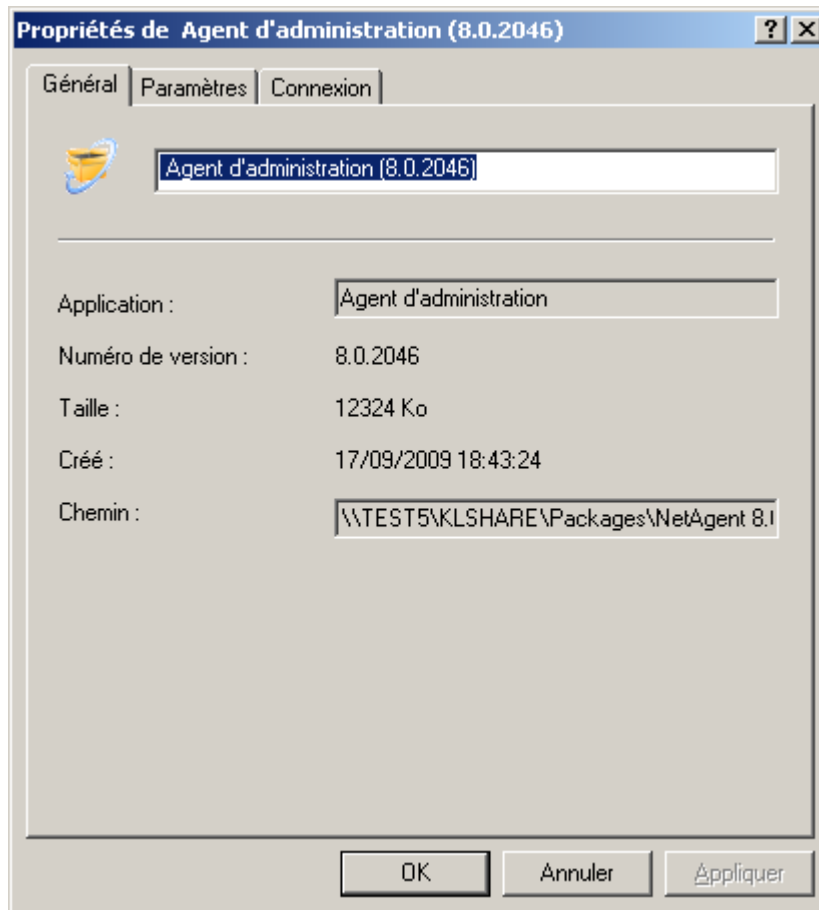 Propriétés de Agent d'administration (8.0.2046)
Général Paramètres Connexion
Agent d'administration (8.0.2046)
Application : Agent d'administration
Numéro de version : 8.0.2046
Taille : 12324 Ko
Créé : 17/09/2009 18:43:24
Chemin : \\TEST5\KLSHARE\Packages\NetAgent 8.
OK Annuler Appliquer